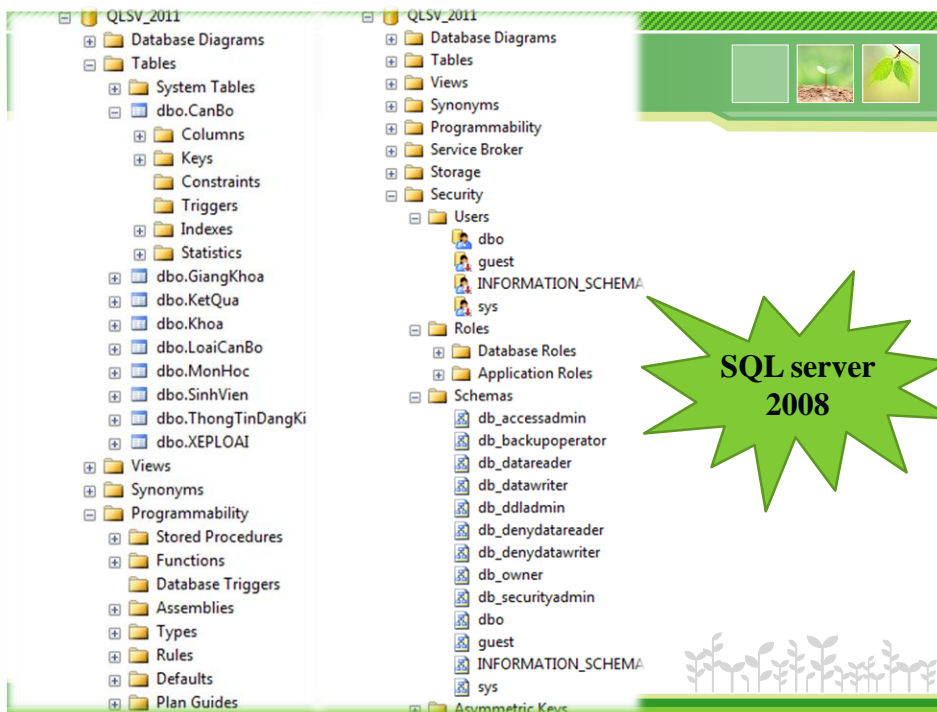 QLSV_2011
Database Diagrams
Tables
System Tables
dbo.CanBo
Columns
Keys
Constraints
Triggers
Indexes
Statistics
dbo.GiangKhoa
dbo.KetQua
dbo.Khoa
dbo.LoaiCanBo
dbo.MonHoc
dbo.SinhVien
dbo.ThongTinDangKi
dbo.XEPLOAI
Views
Synonyms
Programmability
Stored Procedures
Functions
Database Triggers
Assemblies
Types
Rules
Defaults
Plan Guides
QLSV_2011
Database Diagrams
Tables
Views
Synonyms
Programmability
Service Broker
Storage
Security
Users
dbo
guest
INFORMATION_SCHEMA
sys
Roles
Database Roles
Application Roles
Schemas
db_accessadmin
db_backupoperator
db_datareader
db_datawriter
db_ddladmin
db_denydatareader
db_denydatawriter
db_owner
db_securityadmin
dbo
guest
INFORMATION_SCHEMA
sys
Asymmetric Keys
SQL server
2008